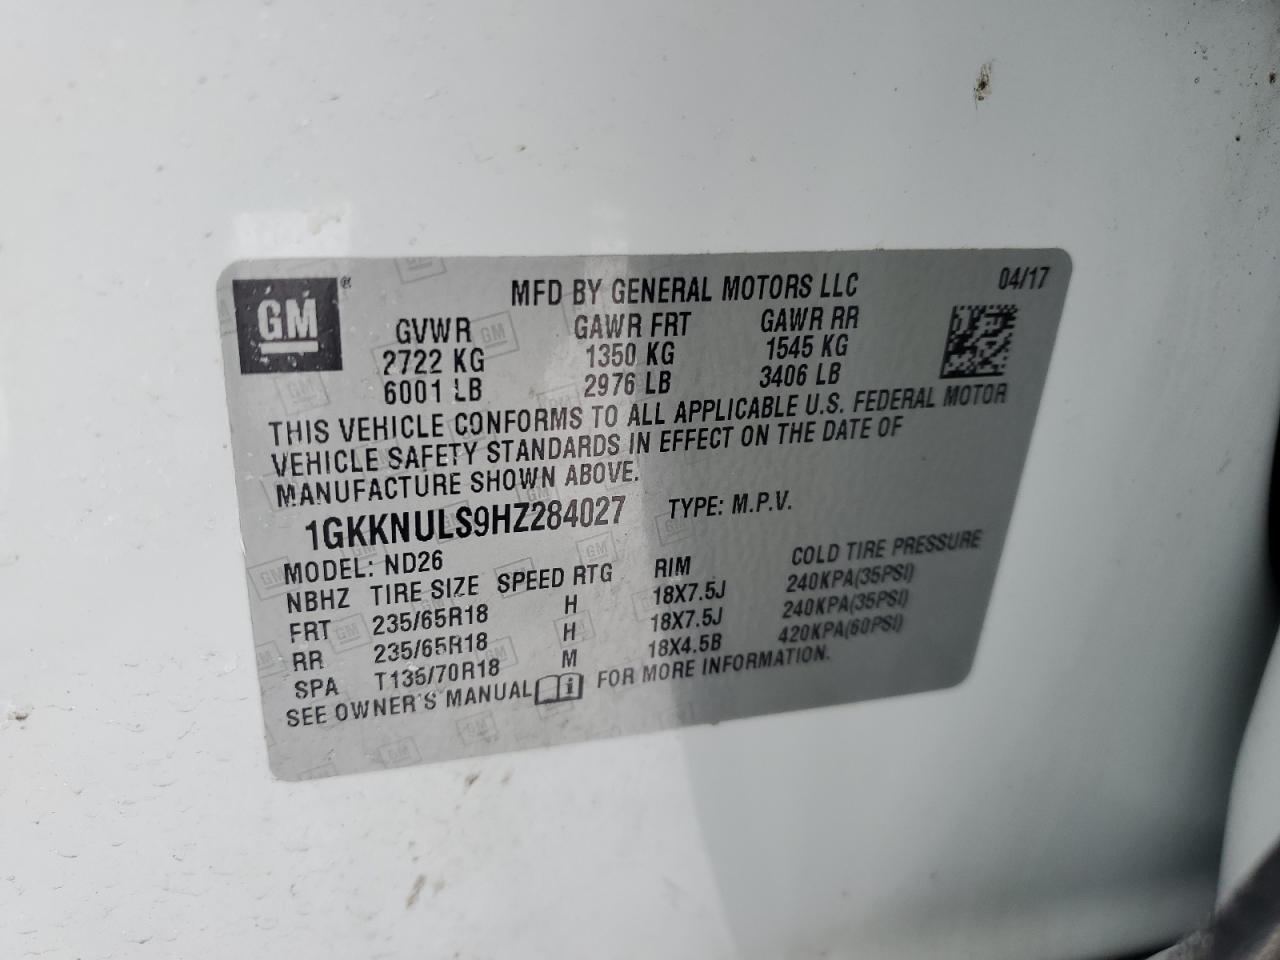 GM®
MFD BY GENERAL MOTORS LLC 04/17
GVWR GAWR FRT GAWR RR
2722 KG 1350 KG 1545 KG
6001 LB 2976 LB 3406 LB
THIS VEHICLE CONFORMS TO ALL APPLICABLE U.S. FEDERAL MOTOR
VEHICLE SAFETY STANDARDS IN EFFECT ON THE DATE OF
MANUFACTURE SHOWN ABOVE.
1GKKNULS9HZ284027 TYPE: M.P.V.
MODEL: ND26
NBHZ TIRE SIZE SPEED RTG RIM COLD TIRE PRESSURE
FRT 235/65R18 H 18X7.5J 240KPA(35PSI)
RR 235/65R18 H 18X7.5J 240KPA(35PSI)
SPA T135/70R18 M 18X4.5B 420KPA(60PSI)
SEE OWNER'S MANUAL i FOR MORE INFORMATION.